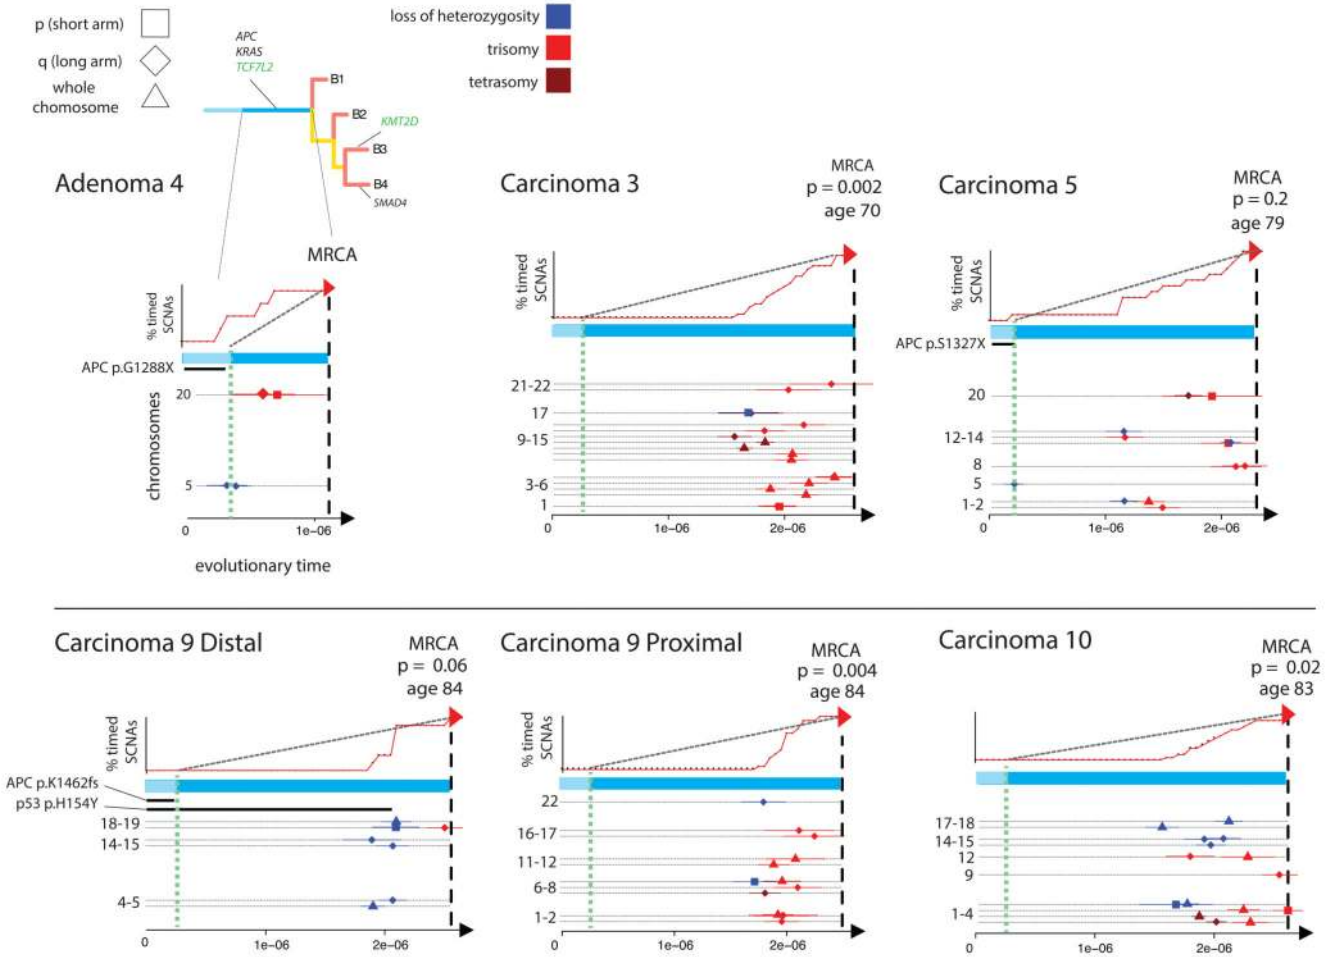 p (short arm)
q (long arm)
whole
chromosome
loss of heterozygosity
trisomy
tetrasomy
APC
KRAS
TCF7L2
B1
B2
KMT2D
B3
B4
SMAD4
Adenoma 4
MRCA
% timed
SCNAs
APC p.G1288X
chromosomes
20
5
0
1e-06
evolutionary time
Carcinoma 3
MRCA
p = 0.002
age 70
% timed
SCNAs
21-22
17
9-15
3-6
1
0
1e-06
2e-06
Carcinoma 5
MRCA
p = 0.2
age 79
% timed
SCNAs
APC p.S1327X
20
12-14
8
5
1-2
0
1e-06
2e-06
Carcinoma 9 Distal
MRCA
p = 0.06
age 84
% timed
SCNAs
APC p.K1462fs
p53 p.H154Y
18-19
14-15
4-5
0
1e-06
2e-06
Carcinoma 9 Proximal
MRCA
p = 0.004
age 84
% timed
SCNAs
22
16-17
11-12
6-8
1-2
0
1e-06
2e-06
Carcinoma 10
MRCA
p = 0.02
age 83
17-18
14-15
12
9
1-4
0
1e-06
2e-06